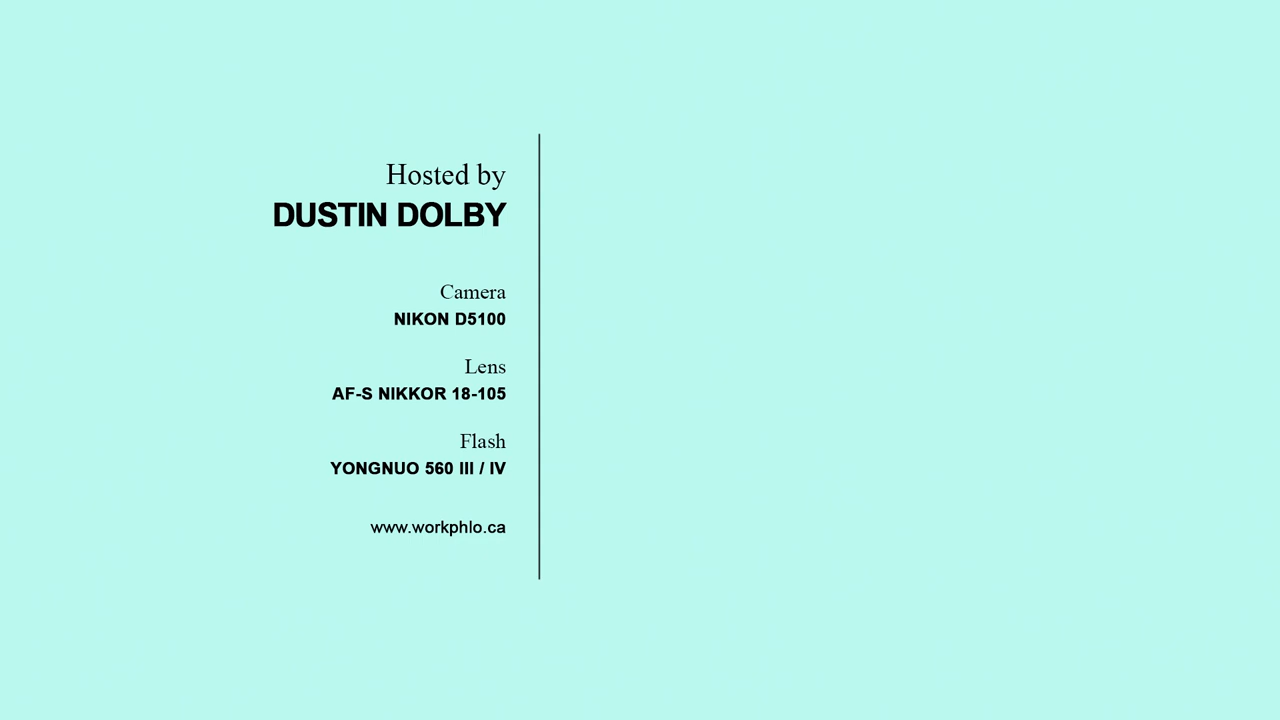 Hosted by
DUSTIN DOLBY
Camera
NIKON D5100
Lens
AF-S NIKKOR 18-105
Flash
YONGNUO 560 III / IV
www.workphlo.ca